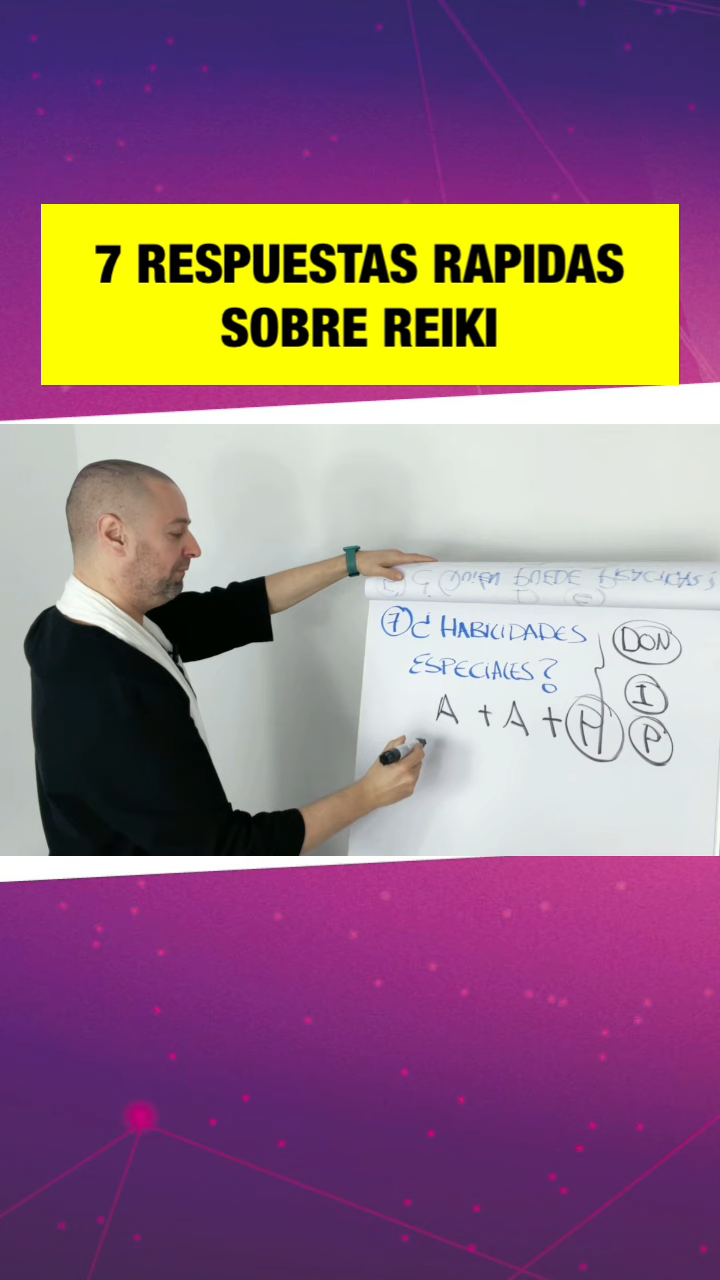 7 RESPUESTAS RAPIDAS
SOBRE REIKI
7 ¿ HABILIDADES
ESPECIALES?
A + A + H
DON
I
P